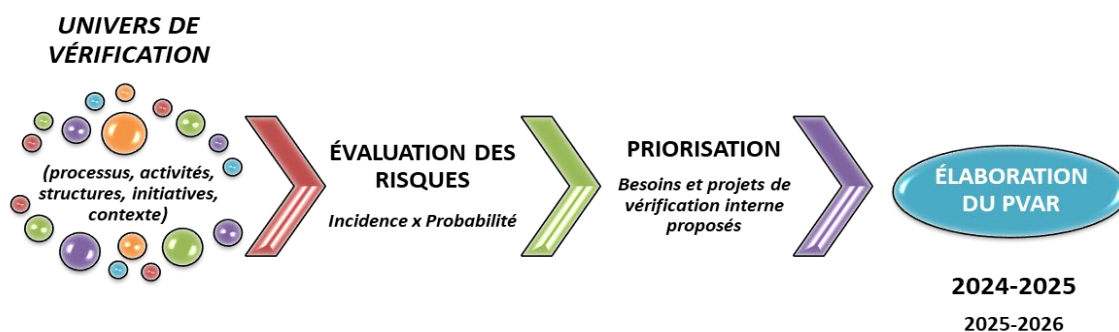 UNIVERS DE
VÉRIFICATION
(processus, activités,
structures, initiatives,
contexte)
ÉVALUATION DES
RISQUES
Incidence x Probabilité
PRIORISATION
Besoins et projets de
vérification interne
proposés
ÉLABORATION
DU PVAR
2024-2025
2025-2026